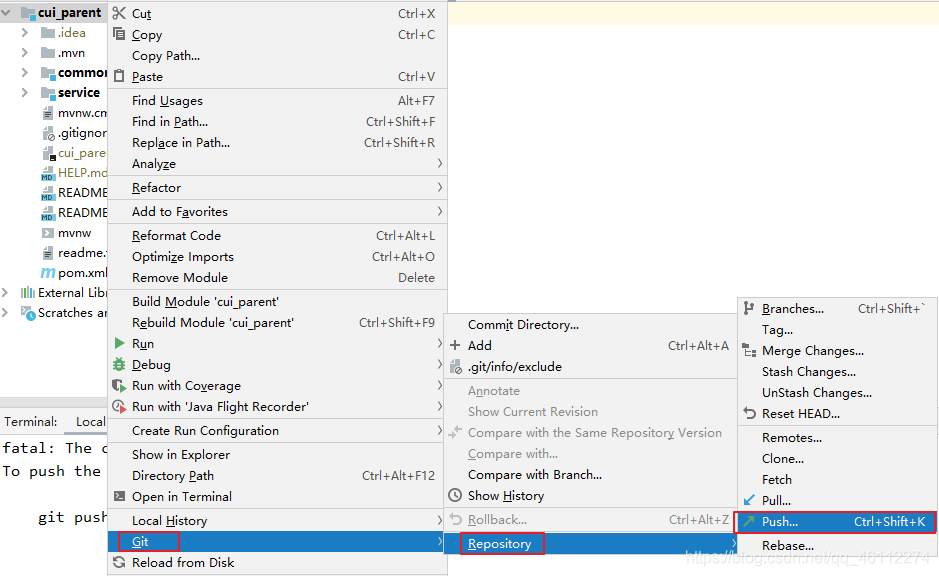 cui_parent
.idea
.mvn
commo
service
mvnw.cm
.gitignor
cui_pare
HELP.md
README
README
mvnw
readme.
pom.xml
External Lib
Scratches a
Terminal: Local
fatal: The c
To push the
git push
Cut Ctrl+X
Copy Ctrl+C
Copy Path...
Paste Ctrl+V
Find Usages Alt+F7
Find in Path... Ctrl+Shift+F
Replace in Path... Ctrl+Shift+R
Analyze
Refactor
Add to Favorites
Reformat Code Ctrl+Alt+L
Optimize Imports Ctrl+Alt+O
Remove Module Delete
Build Module 'cui_parent'
Rebuild Module 'cui_parent' Ctrl+Shift+F9
Run
Debug
Run with Coverage
Run with 'Java Flight Recorder'
Create Run Configuration
Show in Explorer
Directory Path Ctrl+Alt+F12
Open in Terminal
Local History
Git
Reload from Disk
Commit Directory...
Add Ctrl+Alt+A
.git/info/exclude
Annotate
Show Current Revision
Compare with the Same Repository Version
Compare with...
Compare with Branch...
Show History
Rollback... Ctrl+Alt+Z
Repository
Branches... Ctrl+Shift+`
Tag...
Merge Changes...
Stash Changes...
UnStash Changes...
Reset HEAD...
Remotes...
Clone...
Fetch
Pull...
Push... Ctrl+Shift+K
Rebase...
https://blog.csdn.net/qq_46112274